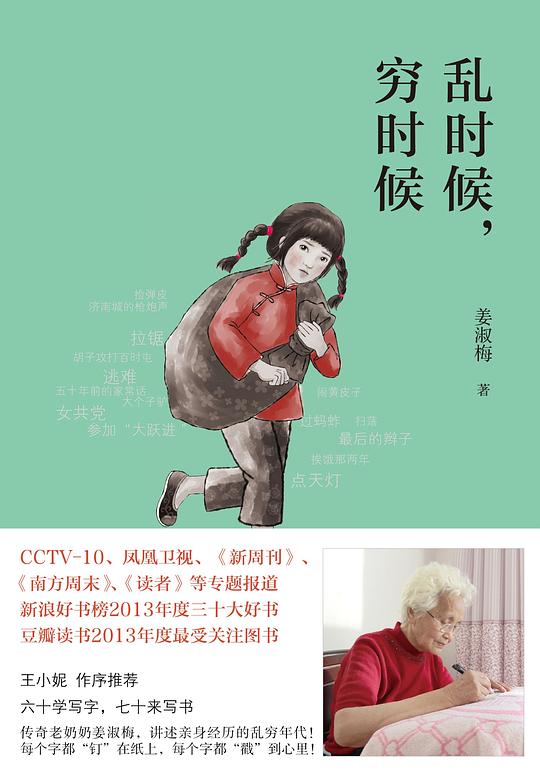 乱时候，
穷时候
姜淑梅 著
捡弹皮
济南城的枪炮声
拉锯
胡子攻打百时屯
逃难
五十年前的家常话
大个子驴
女共党
参加“大跃进
闹黄皮子
过蚂蚱 扫荡
最后的辫子
挨饿那两年
点天灯
CCTV-10、凤凰卫视、《新周刊》、
《南方周末》、《读者》等专题报道
新浪好书榜2013年度三十大好书
豆瓣读书2013年度最受关注图书
王小妮 作序推荐
六十学写字，七十来写书
传奇老奶奶姜淑梅，讲述亲身经历的乱穷年代！
每个字都“钉”在纸上，每个字都“戳”到心里！